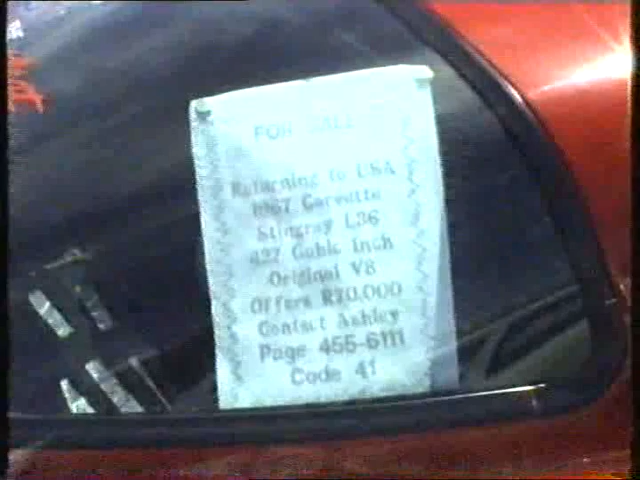 FOR SALE
Returning to USA
1967 Corvette
Stingray L36
427 Cubic Inch
Original V8
Offers R70.000
Contact Ashley
Page 455-6111
Code 41